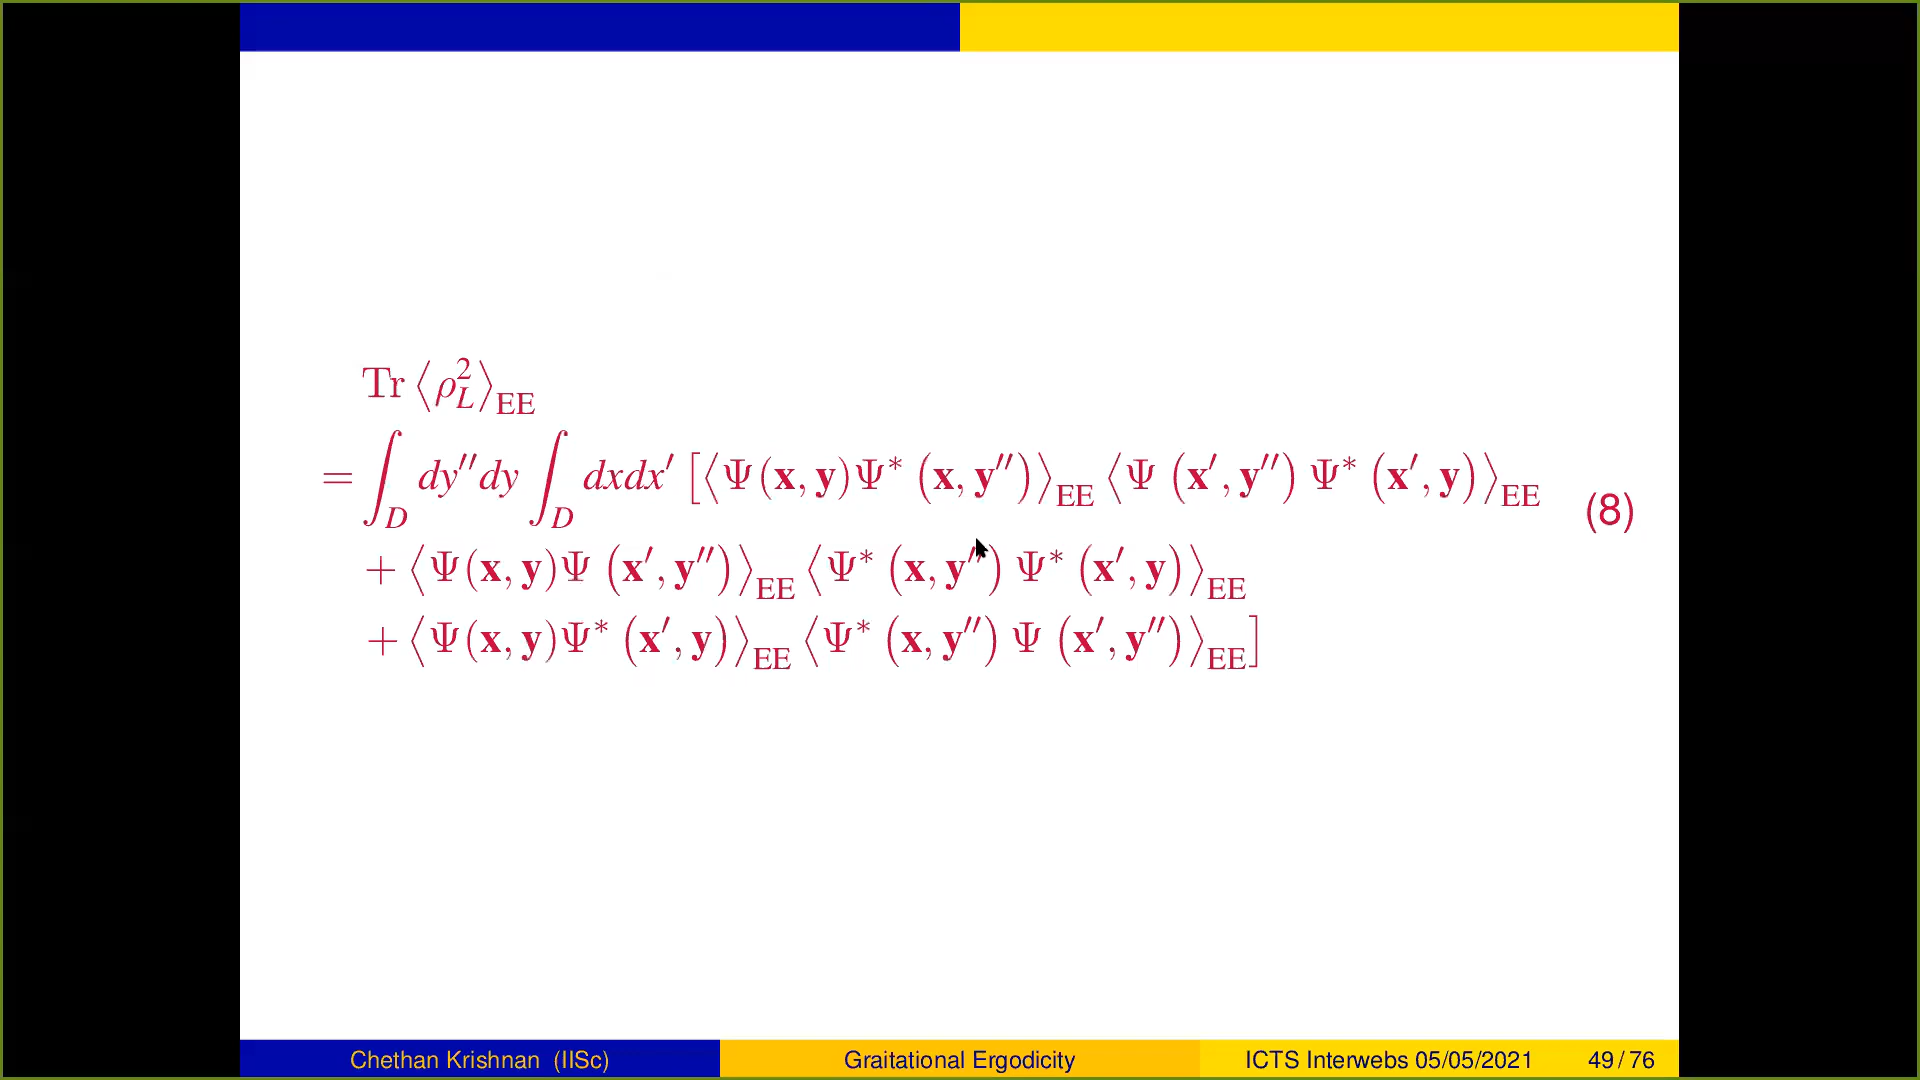 Tr ⟨ρ_L^2⟩_EE
= ∫_D dy″dy ∫_D dxdx′ [⟨Ψ(x, y)Ψ* (x, y″)⟩_EE ⟨Ψ (x′, y″) Ψ* (x′, y)⟩_EE
(8)
+ ⟨Ψ(x, y)Ψ (x′, y″)⟩_EE ⟨Ψ* (x, y″) Ψ* (x′, y)⟩_EE
+ ⟨Ψ(x, y)Ψ* (x′, y)⟩_EE ⟨Ψ* (x, y″) Ψ (x′, y″)⟩_EE]
Chethan Krishnan (IISc) Graitational Ergodicity ICTS Interwebs 05/05/2021 49 / 76